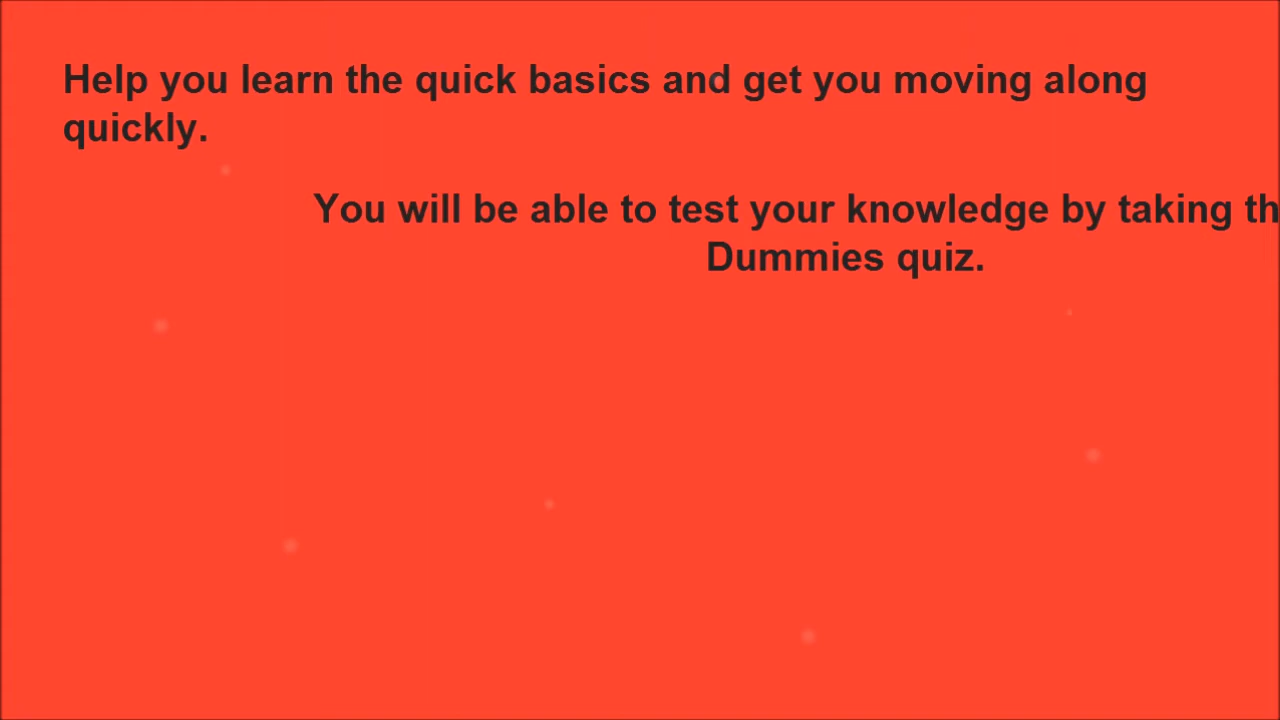 Help you learn the quick basics and get you moving along
quickly.
You will be able to test your knowledge by taking th
Dummies quiz.